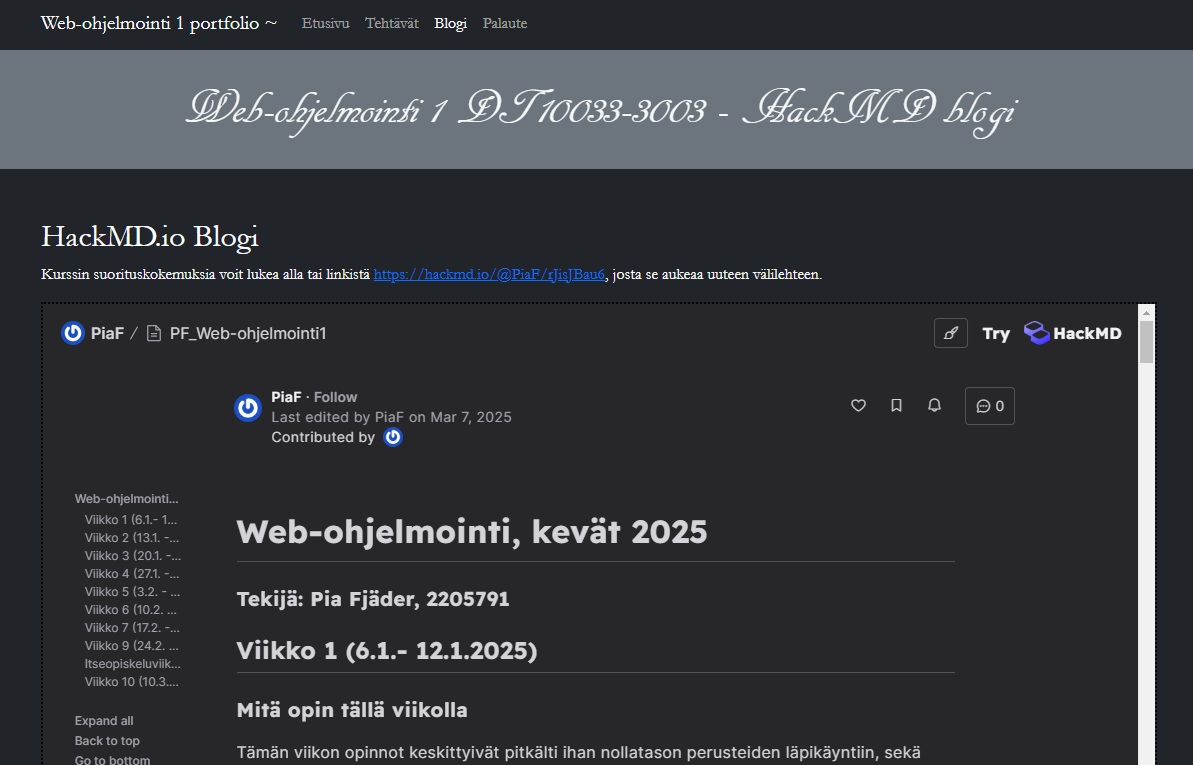 Web-ohjelmointi 1 portfolio ~ Etusivu Tehtävät Blogi Palaute
Web-ohjelmointi 1 DT10033-3003 - HackMD blogi
HackMD.io Blogi
Kurssin suorituskokemuksia voit lukea alla tai linkistä https://hackmd.io/@PiaF/rJisJBau6, josta se aukeaa uuteen välilehteen.
PiaF / PF_Web-ohjelmointi1 Try HackMD
PiaF · Follow
Last edited by PiaF on Mar 7, 2025
Contributed by
0
Web-ohjelmointi...
Viikko 1 (6.1.- 1...
Viikko 2 (13.1. -...
Viikko 3 (20.1. -...
Viikko 4 (27.1. -...
Viikko 5 (3.2. - ...
Viikko 6 (10.2. ...
Viikko 7 (17.2. -...
Viikko 9 (24.2. ...
Itseopiskeluviik...
Viikko 10 (10.3....
Expand all
Back to top
Go to bottom
Web-ohjelmointi, kevät 2025
Tekijä: Pia Fjäder, 2205791
Viikko 1 (6.1.- 12.1.2025)
Mitä opin tällä viikolla
Tämän viikon opinnot keskittyivät pitkälti ihan nollatason perusteiden läpikäyntiin, sekä